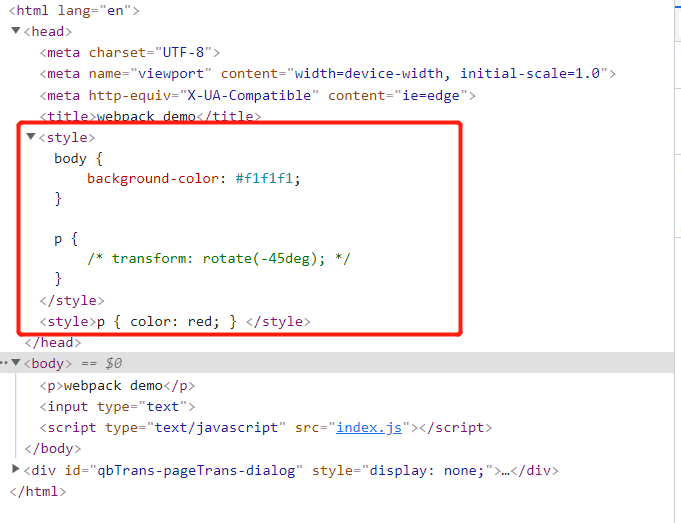 <html lang="en">
▼<head>
<meta charset="UTF-8">
<meta name="viewport" content="width=device-width, initial-scale=1.0">
<meta http-equiv="X-UA-Compatible" content="ie=edge">
<title>webpack demo</title>
▼<style>
body {
background-color: #f1f1f1;
}
p {
/* transform: rotate(-45deg); */
}
</style>
<style>p { color: red; } </style>
</head>
··▼<body> == $0
<p>webpack demo</p>
<input type="text">
<script type="text/javascript" src="index.js"></script>
</body>
▶<div id="qbTrans-pageTrans-dialog" style="display: none;">…</div>
</html>